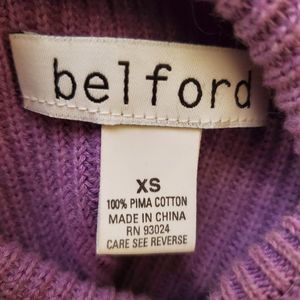 belford
XS
100% PIMA COTTON
MADE IN CHINA
RN 93024
CARE SEE REVERSE